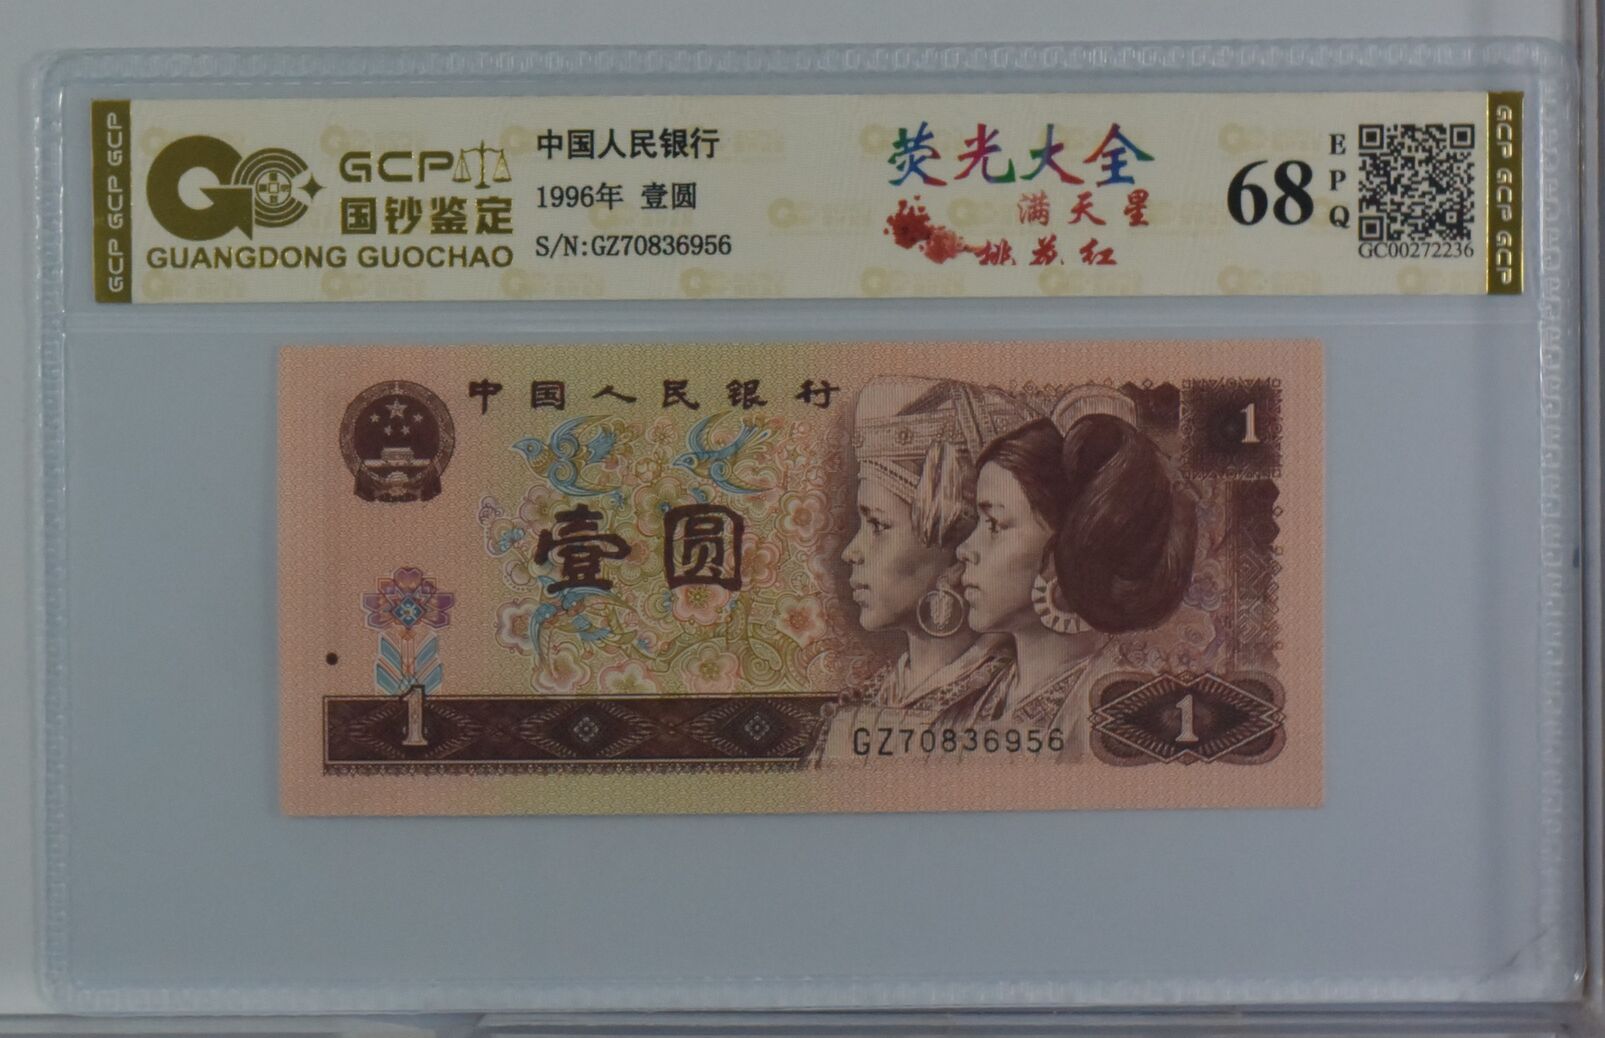 GCP GCP GCP
GCP
国钞鉴定
GUANGDONG GUOCHAO
中国人民银行
1996年 壹圆
S/N:GZ70836956
荧光大全
满天星
桃花红
68
EPQ
GC00272236
GCP GCP GCP
中国人民银行
1
壹圆
1
GZ70836956
1